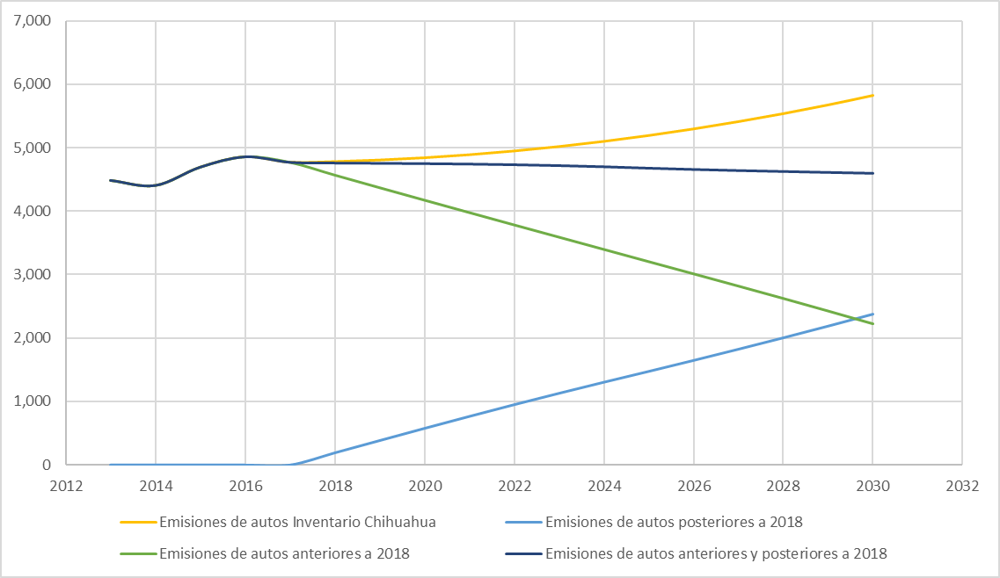 7,000
6,000
5,000
4,000
3,000
2,000
1,000
0
2012 2014 2016 2018 2020 2022 2024 2026 2028 2030 2032
Emisiones de autos Inventario Chihuahua Emisiones de autos posteriores a 2018
Emisiones de autos anteriores a 2018 Emisiones de autos anteriores y posteriores a 2018